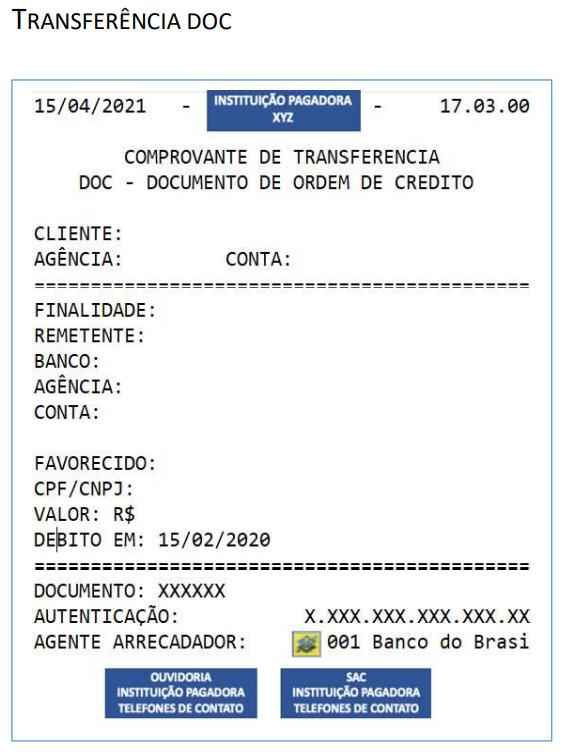 TRANSFERÊNCIA DOC
15/04/2021 - INSTITUIÇÃO PAGADORA XYZ - 17.03.00
COMPROVANTE DE TRANSFERENCIA
DOC - DOCUMENTO DE ORDEM DE CREDITO
CLIENTE:
AGÊNCIA: CONTA:
============================================
FINALIDADE:
REMETENTE:
BANCO:
AGÊNCIA:
CONTA:
FAVORECIDO:
CPF/CNPJ:
VALOR: R$
DEBITO EM: 15/02/2020
============================================
DOCUMENTO: XXXXXX
AUTENTICAÇÃO: X.XXX.XXX.XXX.XXX.XX
AGENTE ARRECADADOR: 001 Banco do Brasi
OUVIDORIA
INSTITUIÇÃO PAGADORA
TELEFONES DE CONTATO
SAC
INSTITUIÇÃO PAGADORA
TELEFONES DE CONTATO